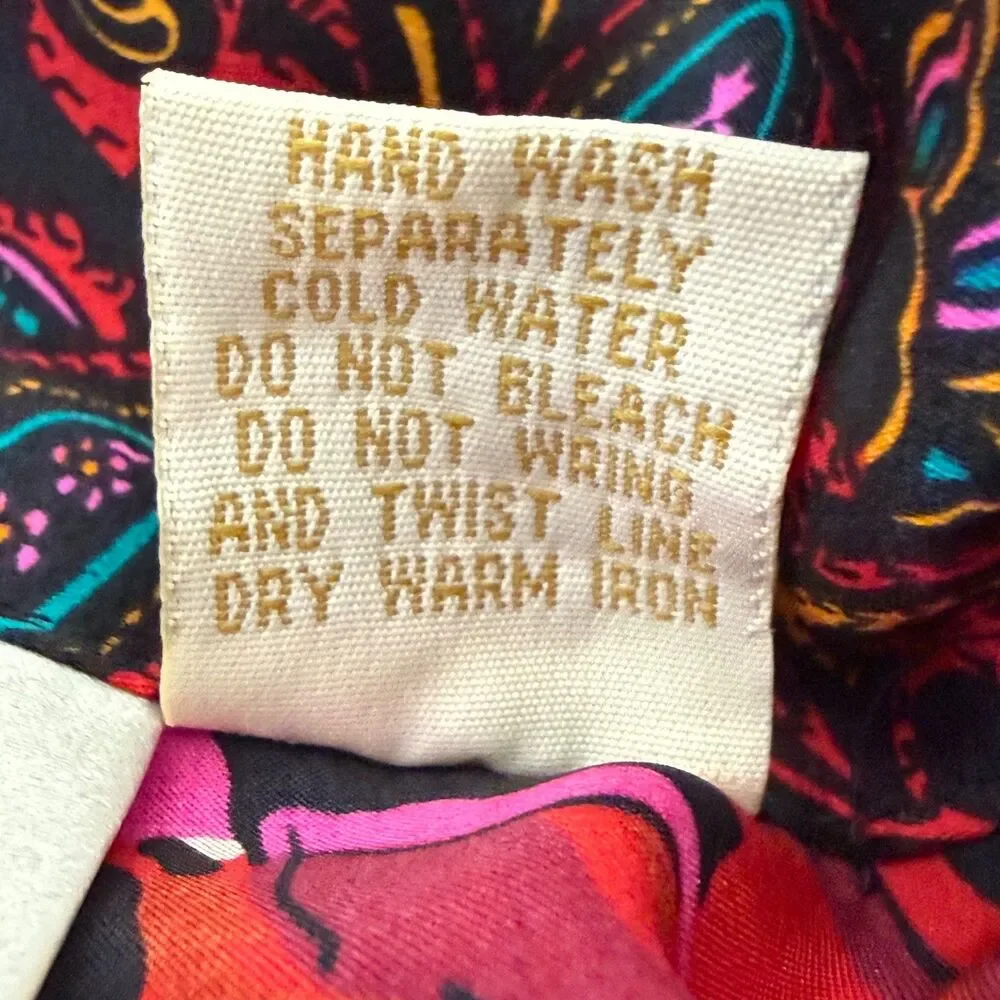 HAND WASH
SEPARATELY
COLD WATER
DO NOT BLEACH
DO NOT WRING
AND TWIST LINE
DRY WARM IRON